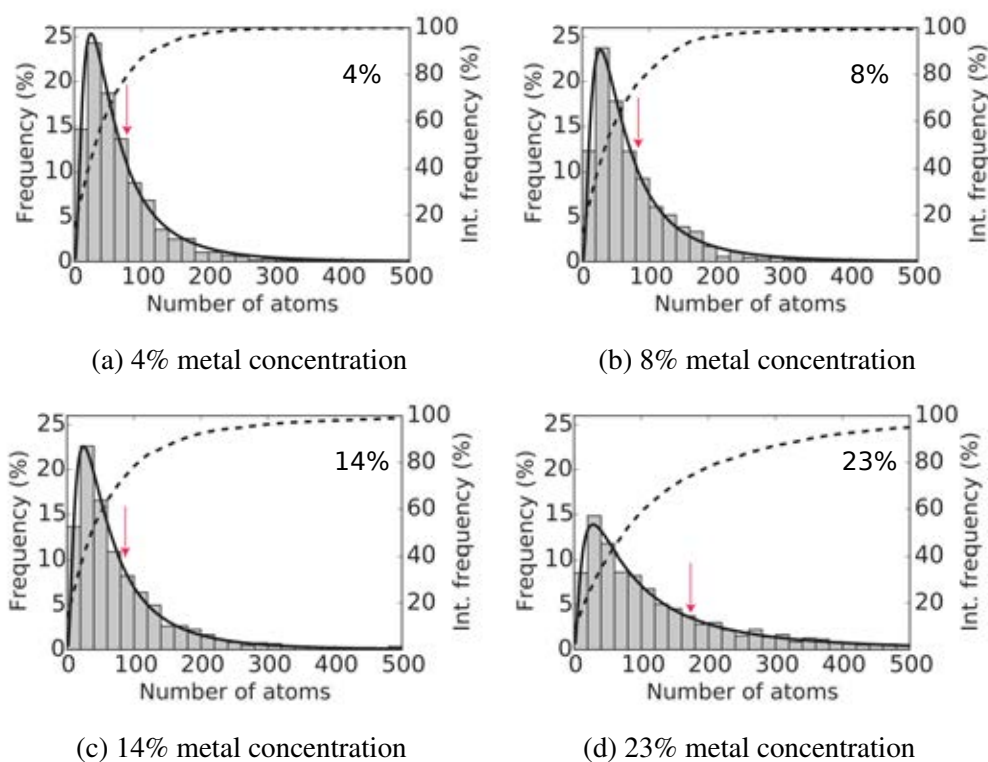 25
20
15
10
5
0
Frequency (%)
4%
100
80
60
40
20
Int. frequency (%)
0 100 200 300 400 500
Number of atoms
(a) 4% metal concentration
25
20
15
10
5
0
Frequency (%)
8%
100
80
60
40
20
Int. frequency (%)
0 100 200 300 400 500
Number of atoms
(b) 8% metal concentration
25
20
15
10
5
0
Frequency (%)
14%
100
80
60
40
20
Int. frequency (%)
0 100 200 300 400 500
Number of atoms
(c) 14% metal concentration
25
20
15
10
5
0
Frequency (%)
23%
100
80
60
40
20
Int. frequency (%)
0 100 200 300 400 500
Number of atoms
(d) 23% metal concentration